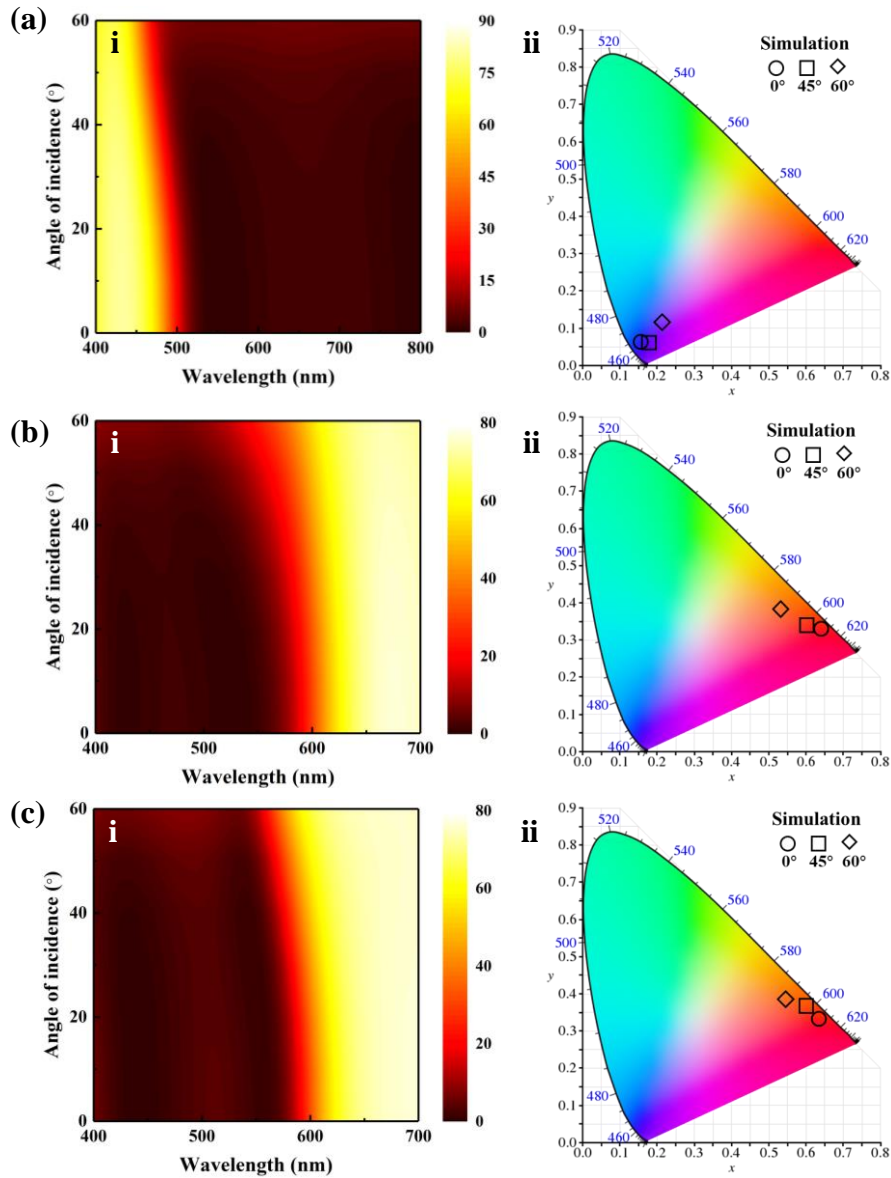 (a)
i
Angle of incidence (°)
60
40
20
0
400 500 600 700 800
Wavelength (nm)
90
75
60
45
30
15
0
ii
Simulation
0° 45° 60°
0.9
0.8
0.7
0.6
0.5
0.4
0.3
0.2
0.1
0.0
y
0.0 0.1 0.2 0.3 0.4 0.5 0.6 0.7 0.8
x
460
480
500
520
540
560
580
600
620
(b)
i
Angle of incidence (°)
60
40
20
0
400 500 600 700
Wavelength (nm)
80
60
40
20
0
ii
Simulation
0° 45° 60°
0.9
0.8
0.7
0.6
0.5
0.4
0.3
0.2
0.1
0.0
y
0.0 0.1 0.2 0.3 0.4 0.5 0.6 0.7 0.8
x
460
480
500
520
540
560
580
600
620
(c)
i
Angle of incidence (°)
60
40
20
0
400 500 600 700
Wavelength (nm)
80
60
40
20
0
ii
Simulation
0° 45° 60°
0.9
0.8
0.7
0.6
0.5
0.4
0.3
0.2
0.1
0.0
y
0.0 0.1 0.2 0.3 0.4 0.5 0.6 0.7 0.8
x
460
480
500
520
540
560
580
600
620